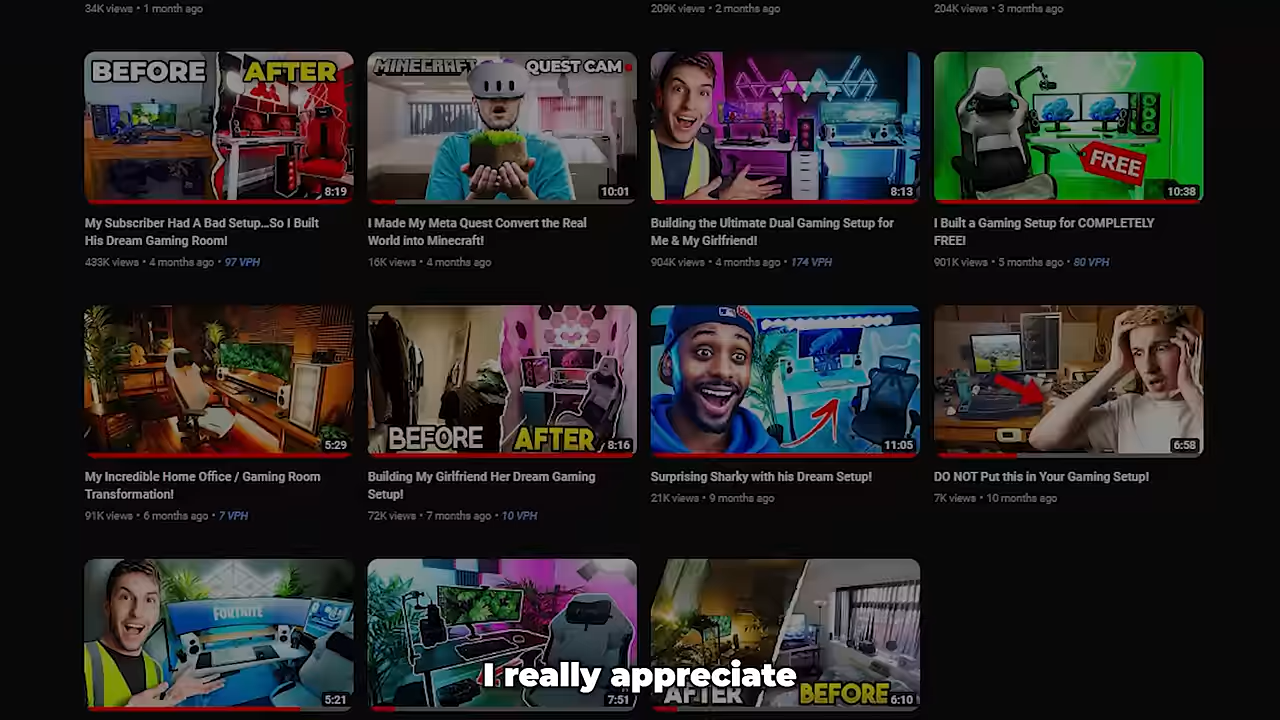 34K views • 1 month ago
209K views • 2 months ago
204K views • 3 months ago
BEFORE AFTER
8:19
MINECRAFT QUEST CAM
10:01
8:13
FREE
10:38
My Subscriber Had A Bad Setup...So I Built
His Dream Gaming Room!
433K views • 4 months ago • 97 VPH
I Made My Meta Quest Convert the Real
World into Minecraft!
16K views • 4 months ago
Building the Ultimate Dual Gaming Setup for
Me & My Girlfriend!
904K views • 4 months ago • 174 VPH
I Built a Gaming Setup for COMPLETELY
FREE!
901K views • 5 months ago • 80 VPH
5:29
BEFORE AFTER
8:16
11:05
6:58
My Incredible Home Office / Gaming Room
Transformation!
91K views • 6 months ago • 7 VPH
Building My Girlfriend Her Dream Gaming
Setup!
72K views • 7 months ago • 10 VPH
Surprising Sharky with his Dream Setup!
21K views • 9 months ago
DO NOT Put this in Your Gaming Setup!
7K views • 10 months ago
FORTNITE
5:21
7:51
AFTER BEFORE
6:10
I really appreciate